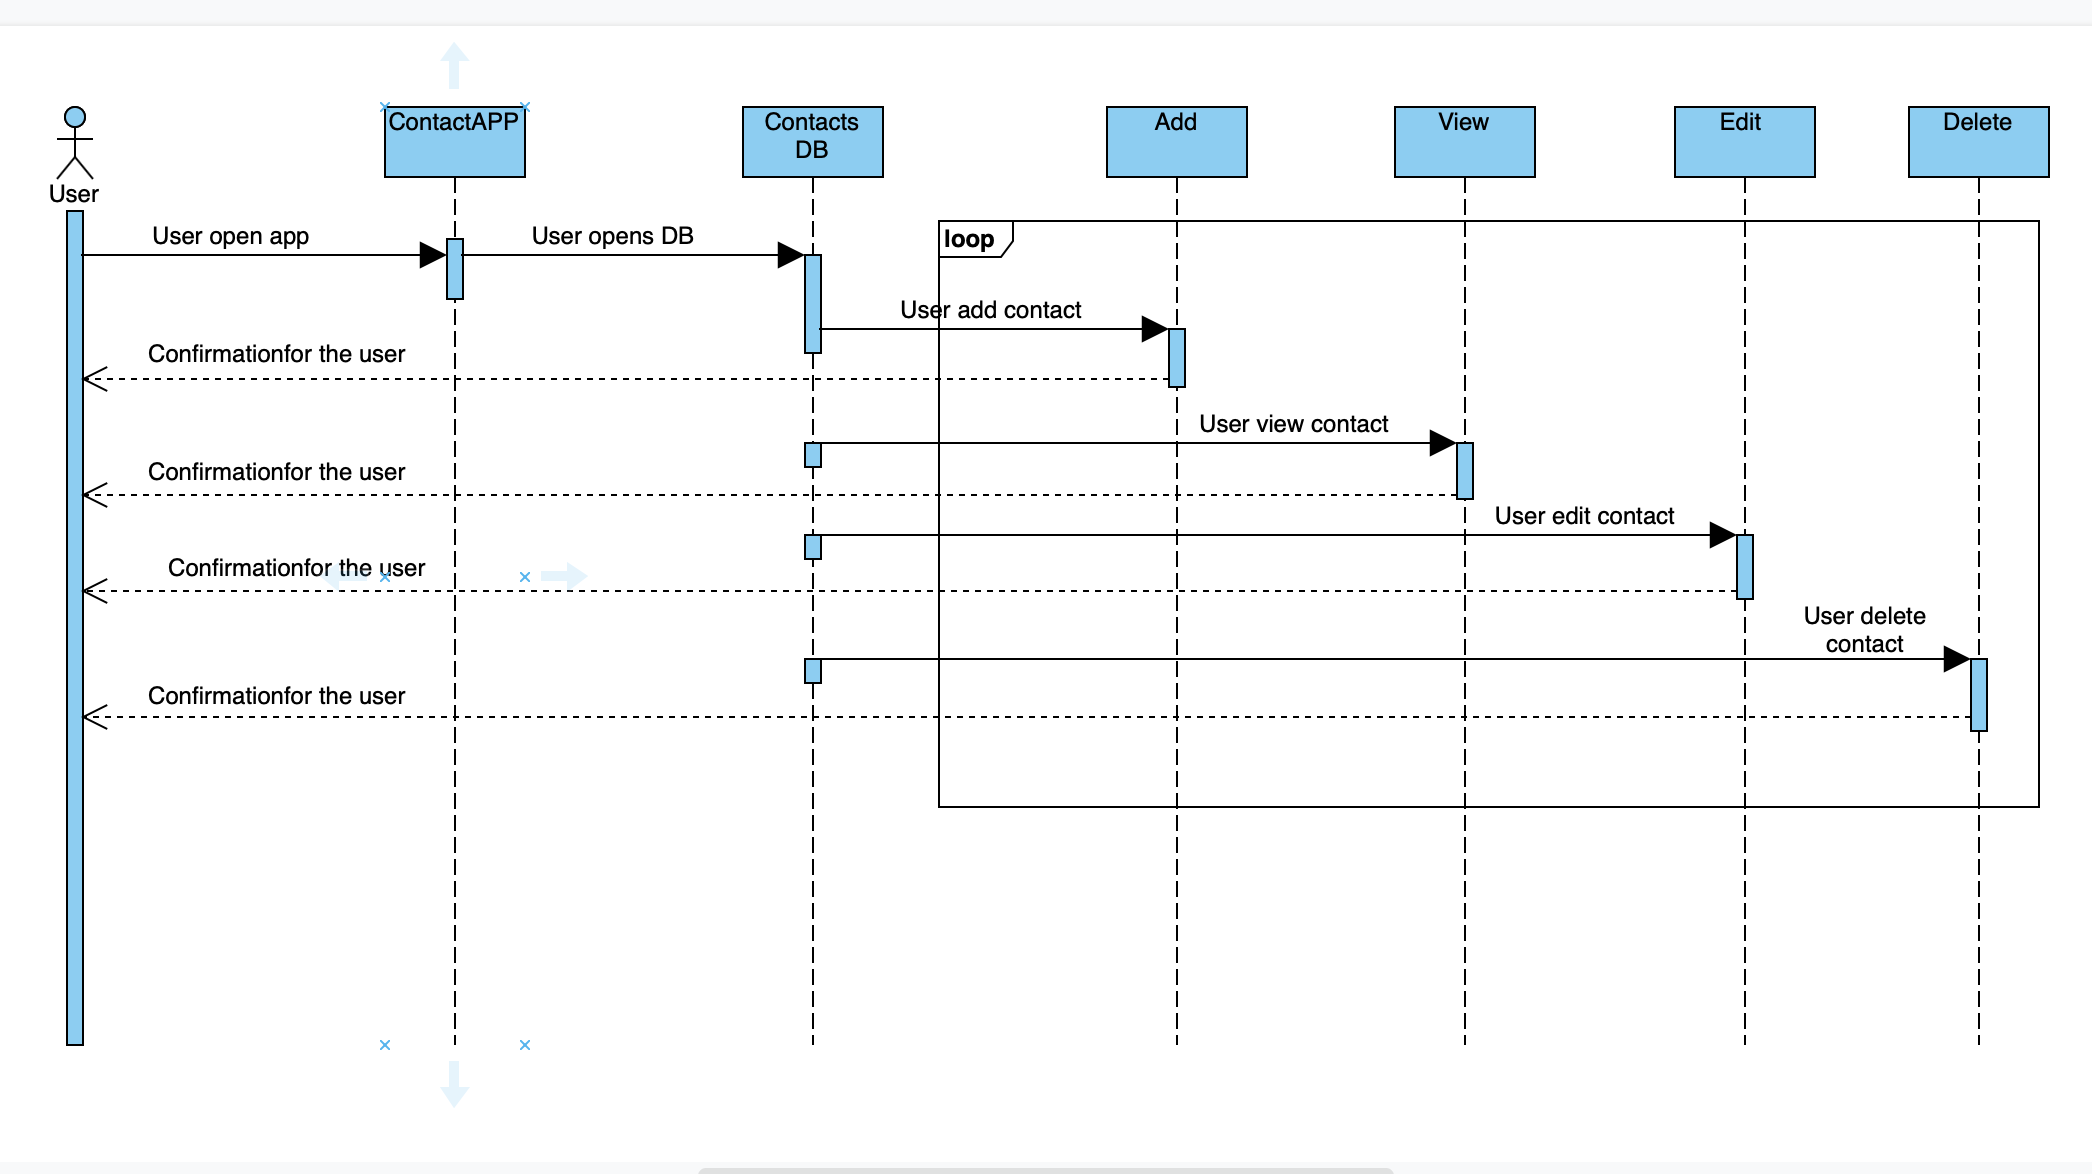 User
ContactAPP
Contacts
DB
Add
View
Edit
Delete
User open app
User opens DB
loop
User add contact
Confirmationfor the user
User view contact
Confirmationfor the user
User edit contact
Confirmationfor the user
User delete
contact
Confirmationfor the user